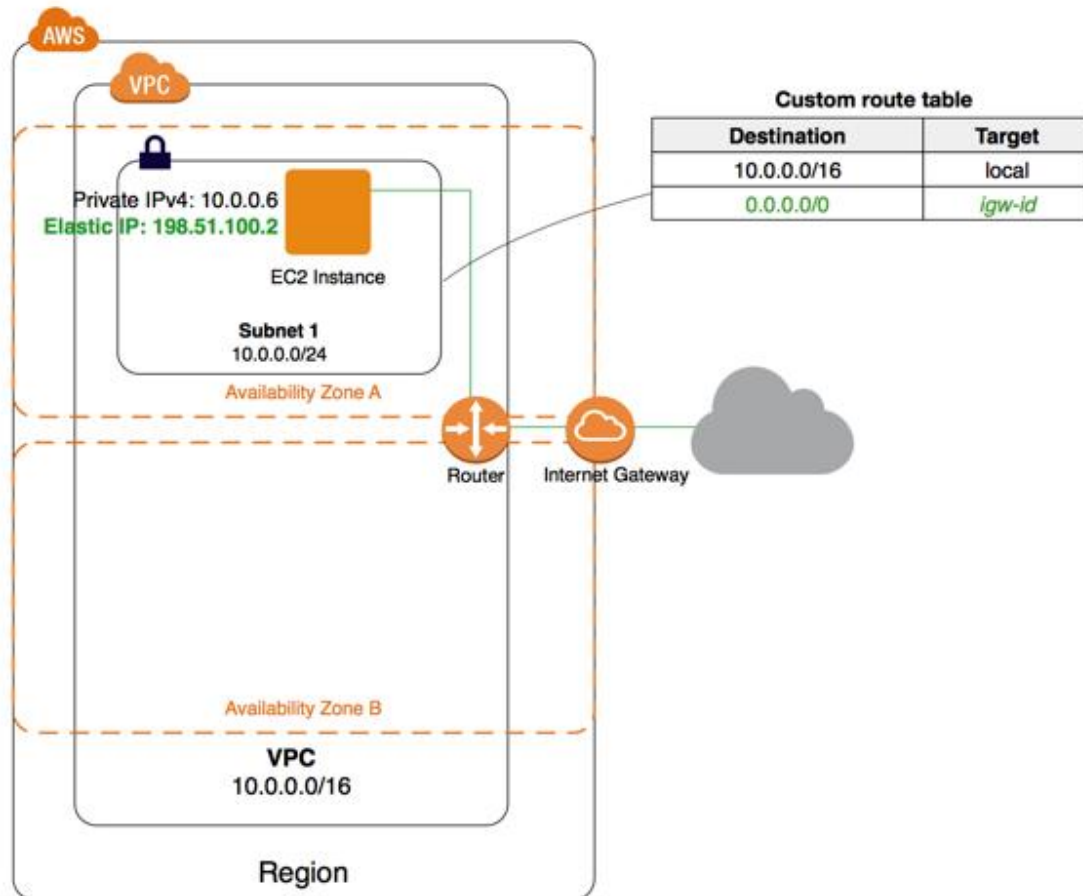 AWS
VPC
Custom route table
Destination Target
10.0.0.0/16 local
0.0.0.0/0 igw-id
Private IPv4: 10.0.0.6
Elastic IP: 198.51.100.2
EC2 Instance
Subnet 1
10.0.0.0/24
Availability Zone A
Router
Internet Gateway
Availability Zone B
VPC
10.0.0.0/16
Region